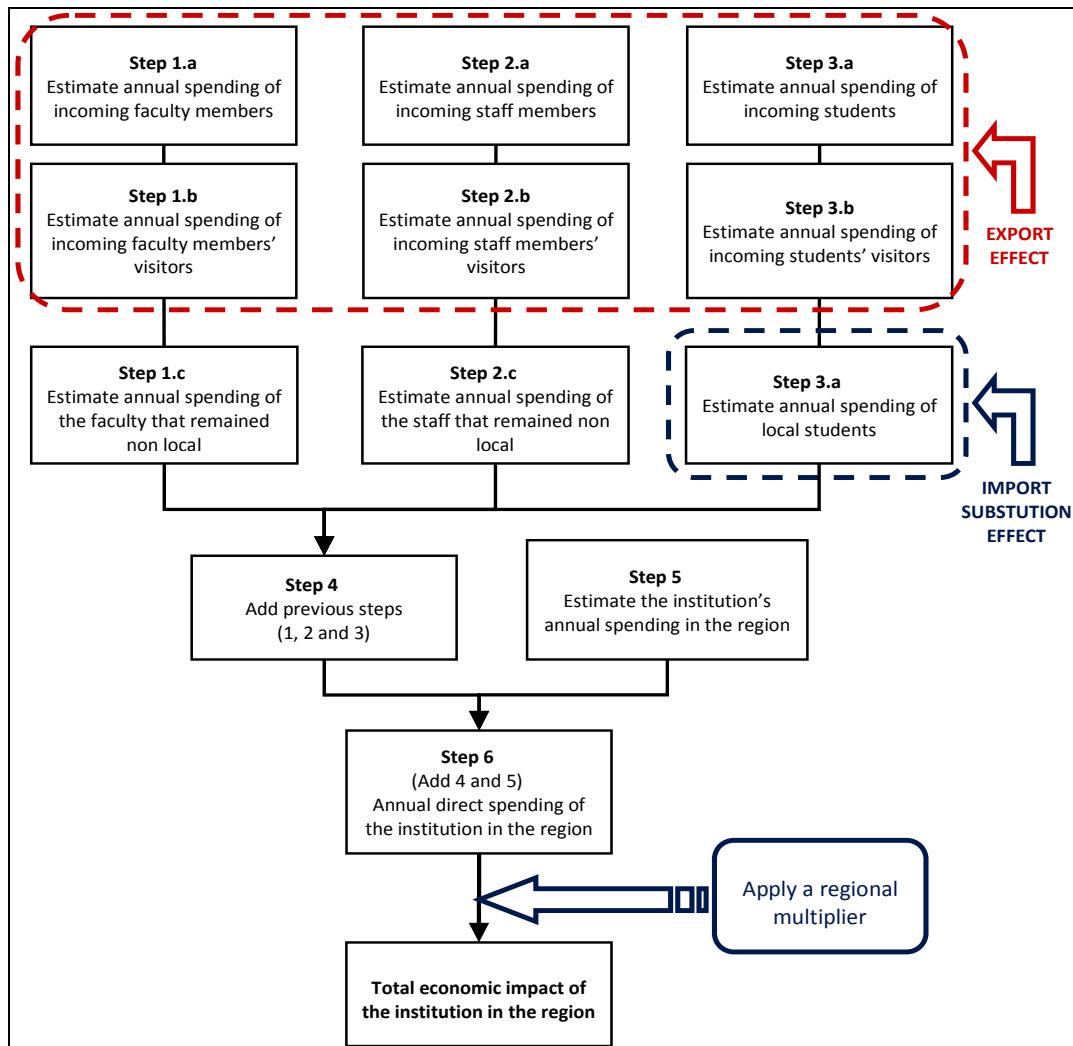 Step 1.a
Estimate annual spending of
incoming faculty members
Step 2.a
Estimate annual spending of
incoming staff members
Step 3.a
Estimate annual spending of
incoming students
Step 1.b
Estimate annual spending of
incoming faculty members’
visitors
Step 2.b
Estimate annual spending of
incoming staff members’
visitors
Step 3.b
Estimate annual spending of
incoming students’ visitors
EXPORT
EFFECT
Step 1.c
Estimate annual spending of
the faculty that remained
non local
Step 2.c
Estimate annual spending of
the staff that remained non
local
Step 3.a
Estimate annual spending of
local students
IMPORT
SUBSTUTION
EFFECT
Step 4
Add previous steps
(1, 2 and 3)
Step 5
Estimate the institution’s
annual spending in the region
Step 6
(Add 4 and 5)
Annual direct spending of
the institution in the region
Apply a regional
multiplier
Total economic impact of
the institution in the region